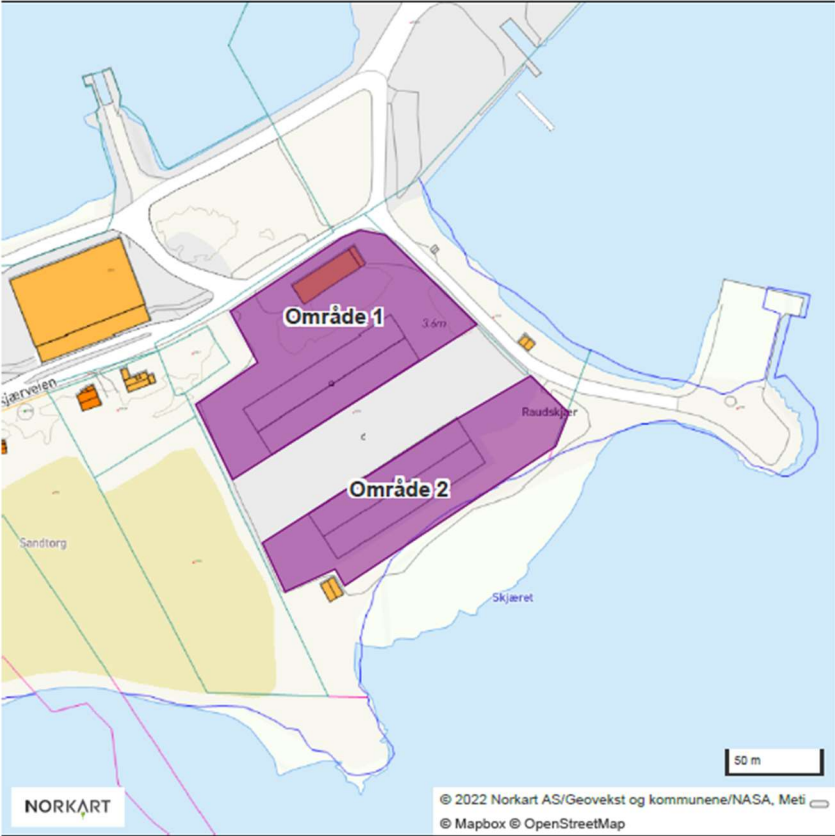 Område 1
3.6m
skjærveien
Raudskjær
Område 2
Sandtorg
Skjæret
50 m
NORKART
© 2022 Norkart AS/Geovekst og kommunene/NASA, Meti
© Mapbox © OpenStreetMap